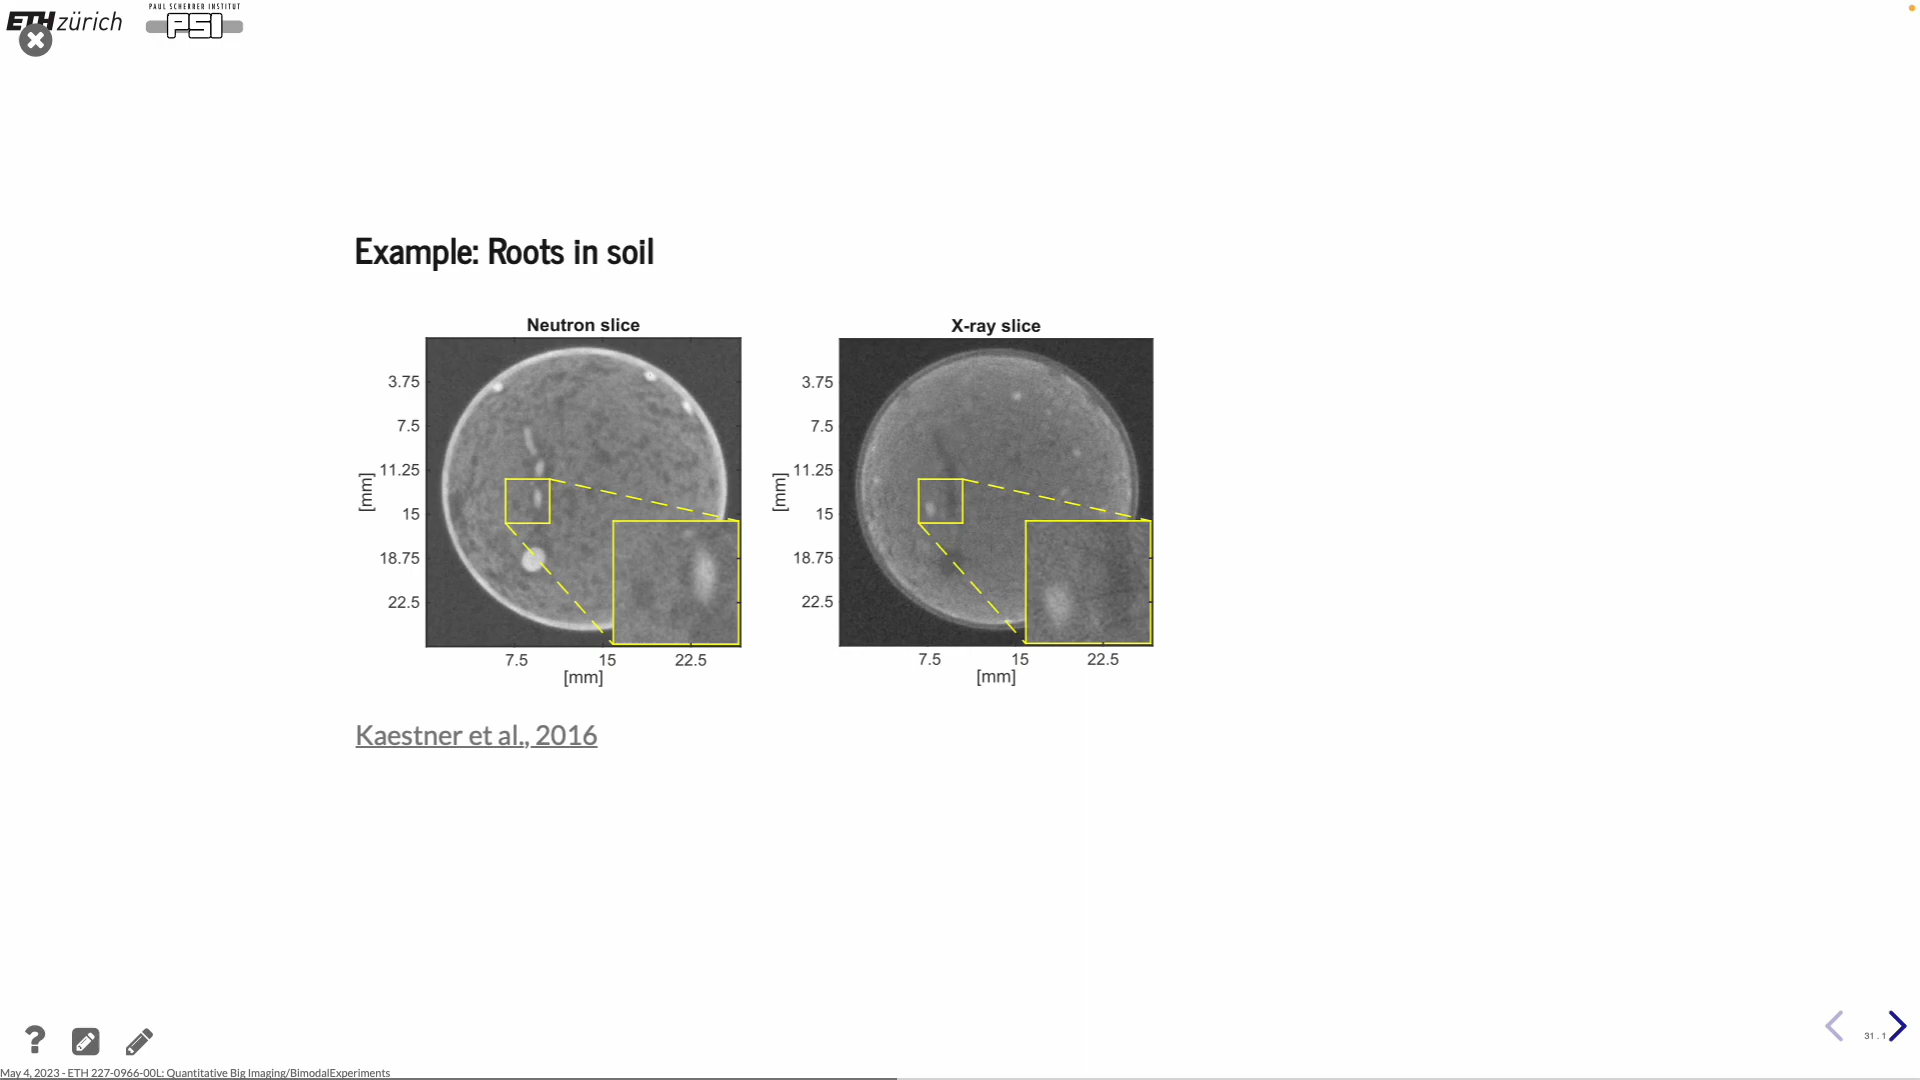 ETH zürich
PAUL SCHERRER INSTITUT
PSI
Example: Roots in soil
Neutron slice
X-ray slice
3.75
7.5
11.25
15
18.75
22.5
[mm]
7.5 15 22.5
[mm]
3.75
7.5
11.25
15
18.75
22.5
[mm]
7.5 15 22.5
[mm]
Kaestner et al., 2016
31 . 1
May 4, 2023 - ETH 227-0966-00L: Quantitative Big Imaging/BimodalExperiments